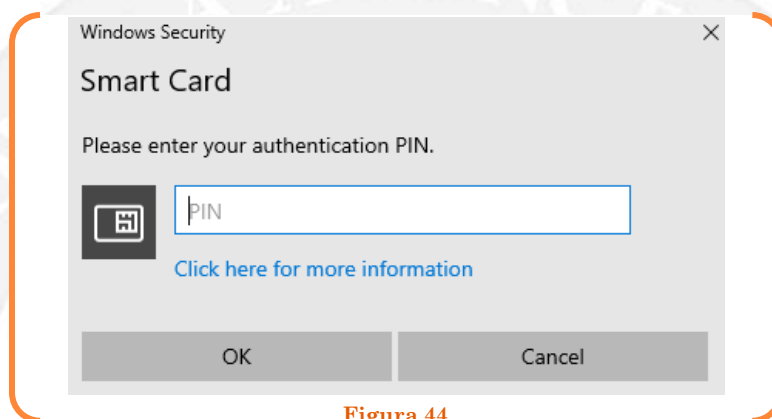 Windows Security
Smart Card
Please enter your authentication PIN.
PIN
Click here for more information
OK
Cancel
Figura 44